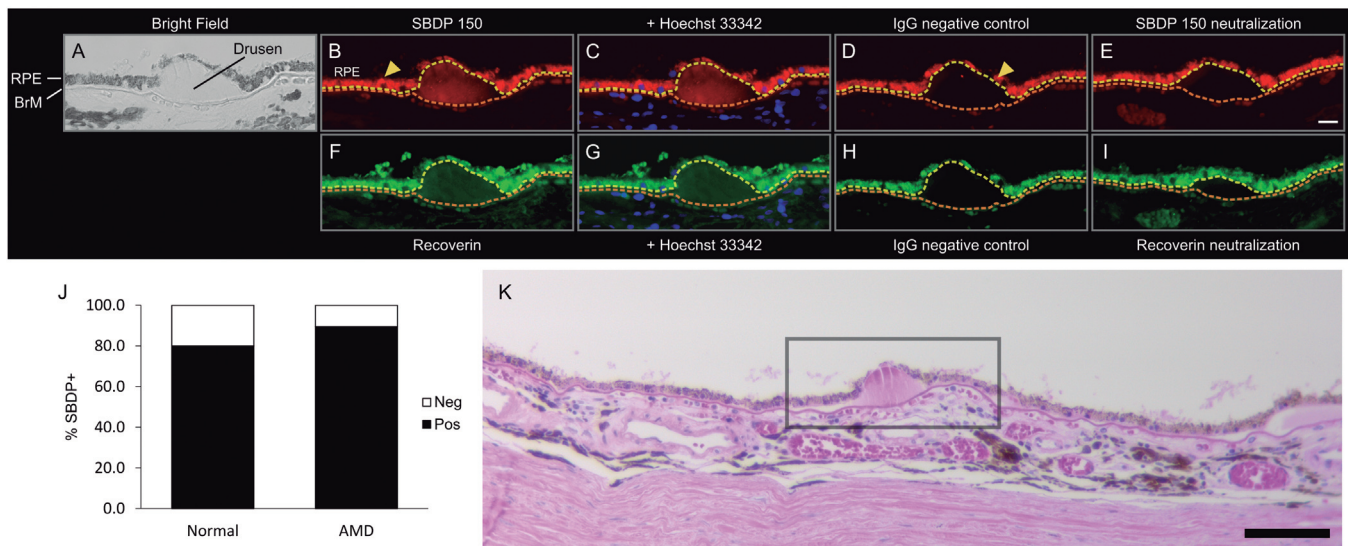 Bright Field
SBDP 150
+ Hoechst 33342
IgG negative control
SBDP 150 neutralization
A
Drusen
B
C
D
E
RPE
RPE
BrM
F
G
H
I
Recoverin
+ Hoechst 33342
IgG negative control
Recoverin neutralization
J
K
100.0
80.0
60.0
40.0
20.0
0.0
% SBDP+
Neg
Pos
Normal
AMD